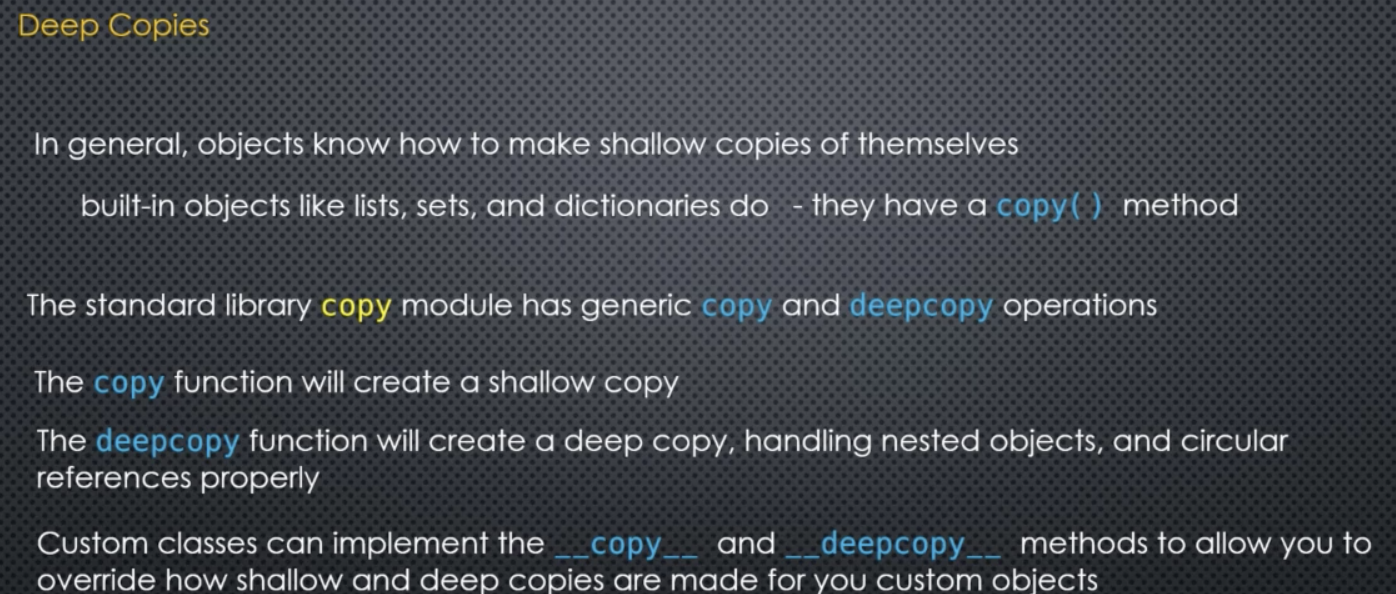 Deep Copies
In general, objects know how to make shallow copies of themselves
built-in objects like lists, sets, and dictionaries do - they have a copy() method
The standard library copy module has generic copy and deepcopy operations
The copy function will create a shallow copy
The deepcopy function will create a deep copy, handling nested objects, and circular
references properly
Custom classes can implement the __copy__ and __deepcopy__ methods to allow you to
override how shallow and deep copies are made for you custom objects